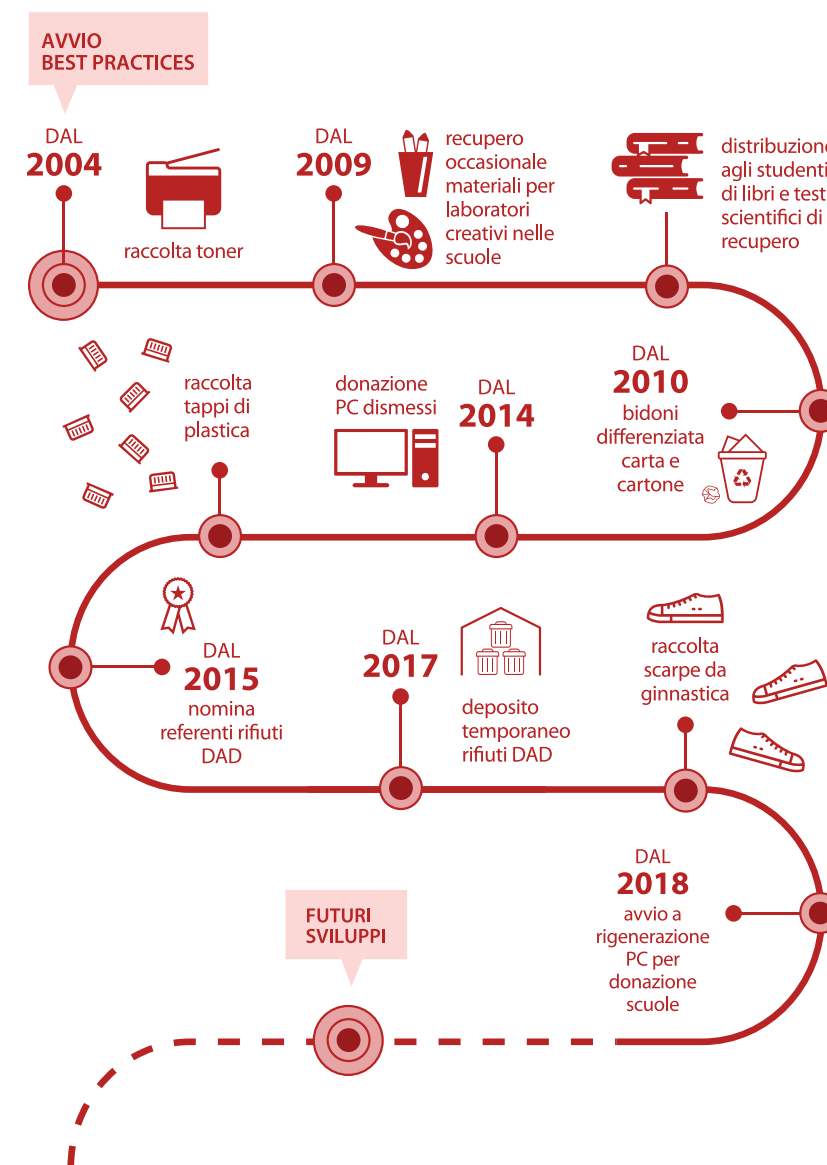 AVVIO
BEST PRACTICES
DAL
2004
raccolta toner
DAL
2009
recupero
occasionale
materiali per
laboratori
creativi nelle
scuole
distribuzione
agli studenti
di libri e test
scientifici di
recupero
DAL
2010
bidoni
differenziata
carta e
cartone
DAL
2014
donazione
PC dismessi
raccolta
tappi di
plastica
DAL
2015
nomina
referenti rifiuti
DAD
DAL
2017
deposito
temporaneo
rifiuti DAD
raccolta
scarpe da
ginnastica
DAL
2018
avvio a
rigenerazione
PC per
donazione
scuole
FUTURI
SVILUPPI